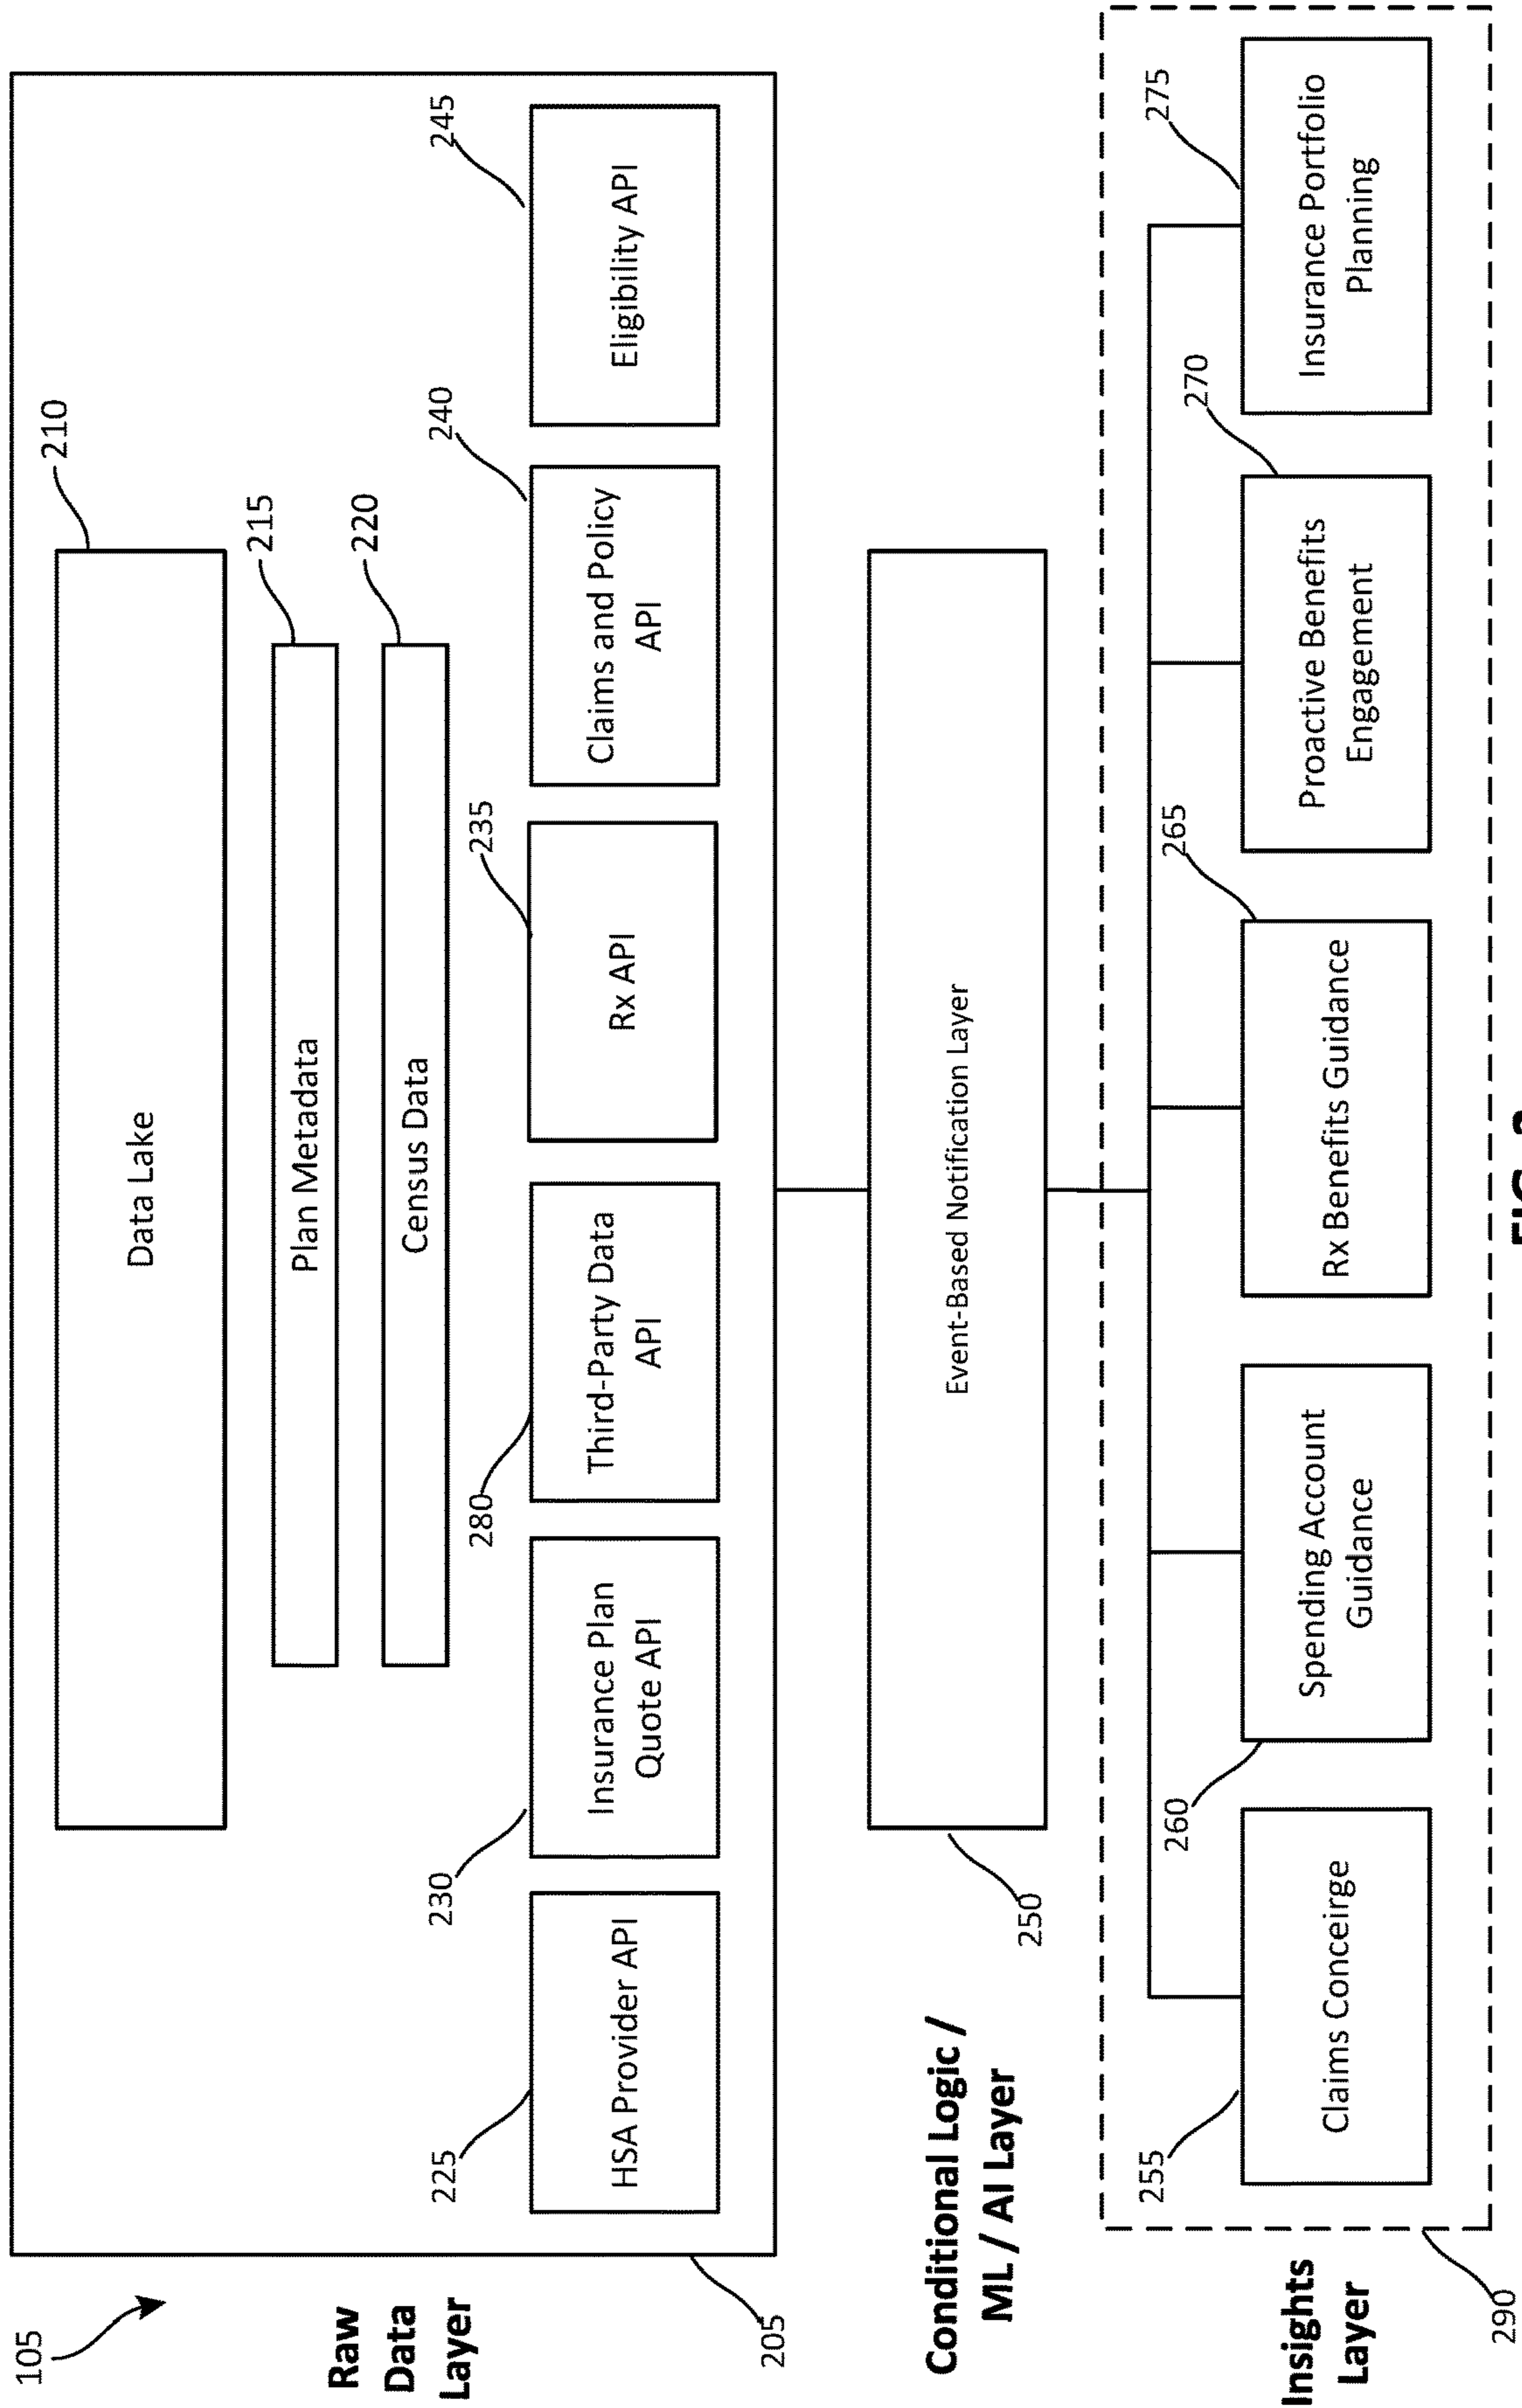 105
Raw
Data
Layer
205
Data Lake
210
Plan Metadata
215
Census Data
220
225
HSA Provider API
230
Insurance Plan
Quote API
280
Third-Party Data
API
235
Rx API
240
Claims and Policy
API
245
Eligibility API
Conditional Logic /
ML / AI Layer
250
Event-Based Notification Layer
Insights
Layer
290
255
Claims Conceirge
260
Spending Account
Guidance
265
Rx Benefits Guidance
270
Proactive Benefits
Engagement
275
Insurance Portfolio
Planning
FIG.